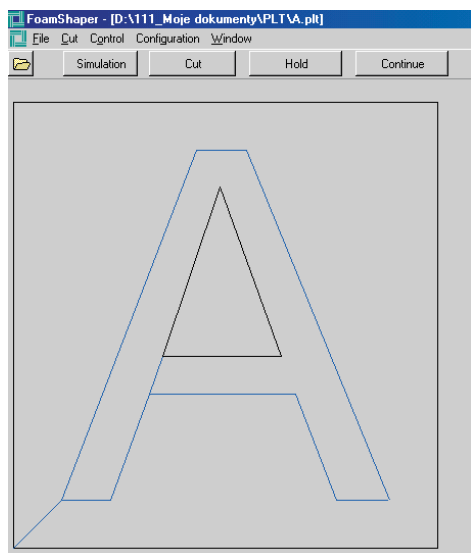 FoamShaper - [D:\111_Moje dokumenty\PLT\A.plt]
File Cut Control Configuration Window
Simulation Cut Hold Continue